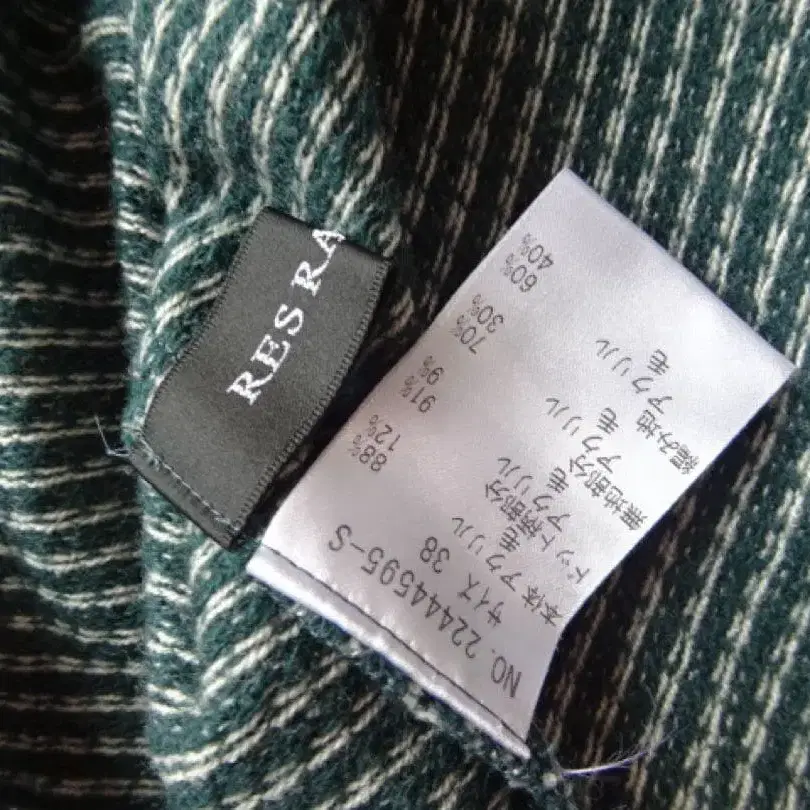 RES RA
NO. 22444595-S
サイズ 38
本体 アクリル 88%
毛 12%
ドット柄部分
アクリル 91%
毛 9%
無地部分
アクリル 70%
毛 30%
編み地 アクリル 60%
毛 40%